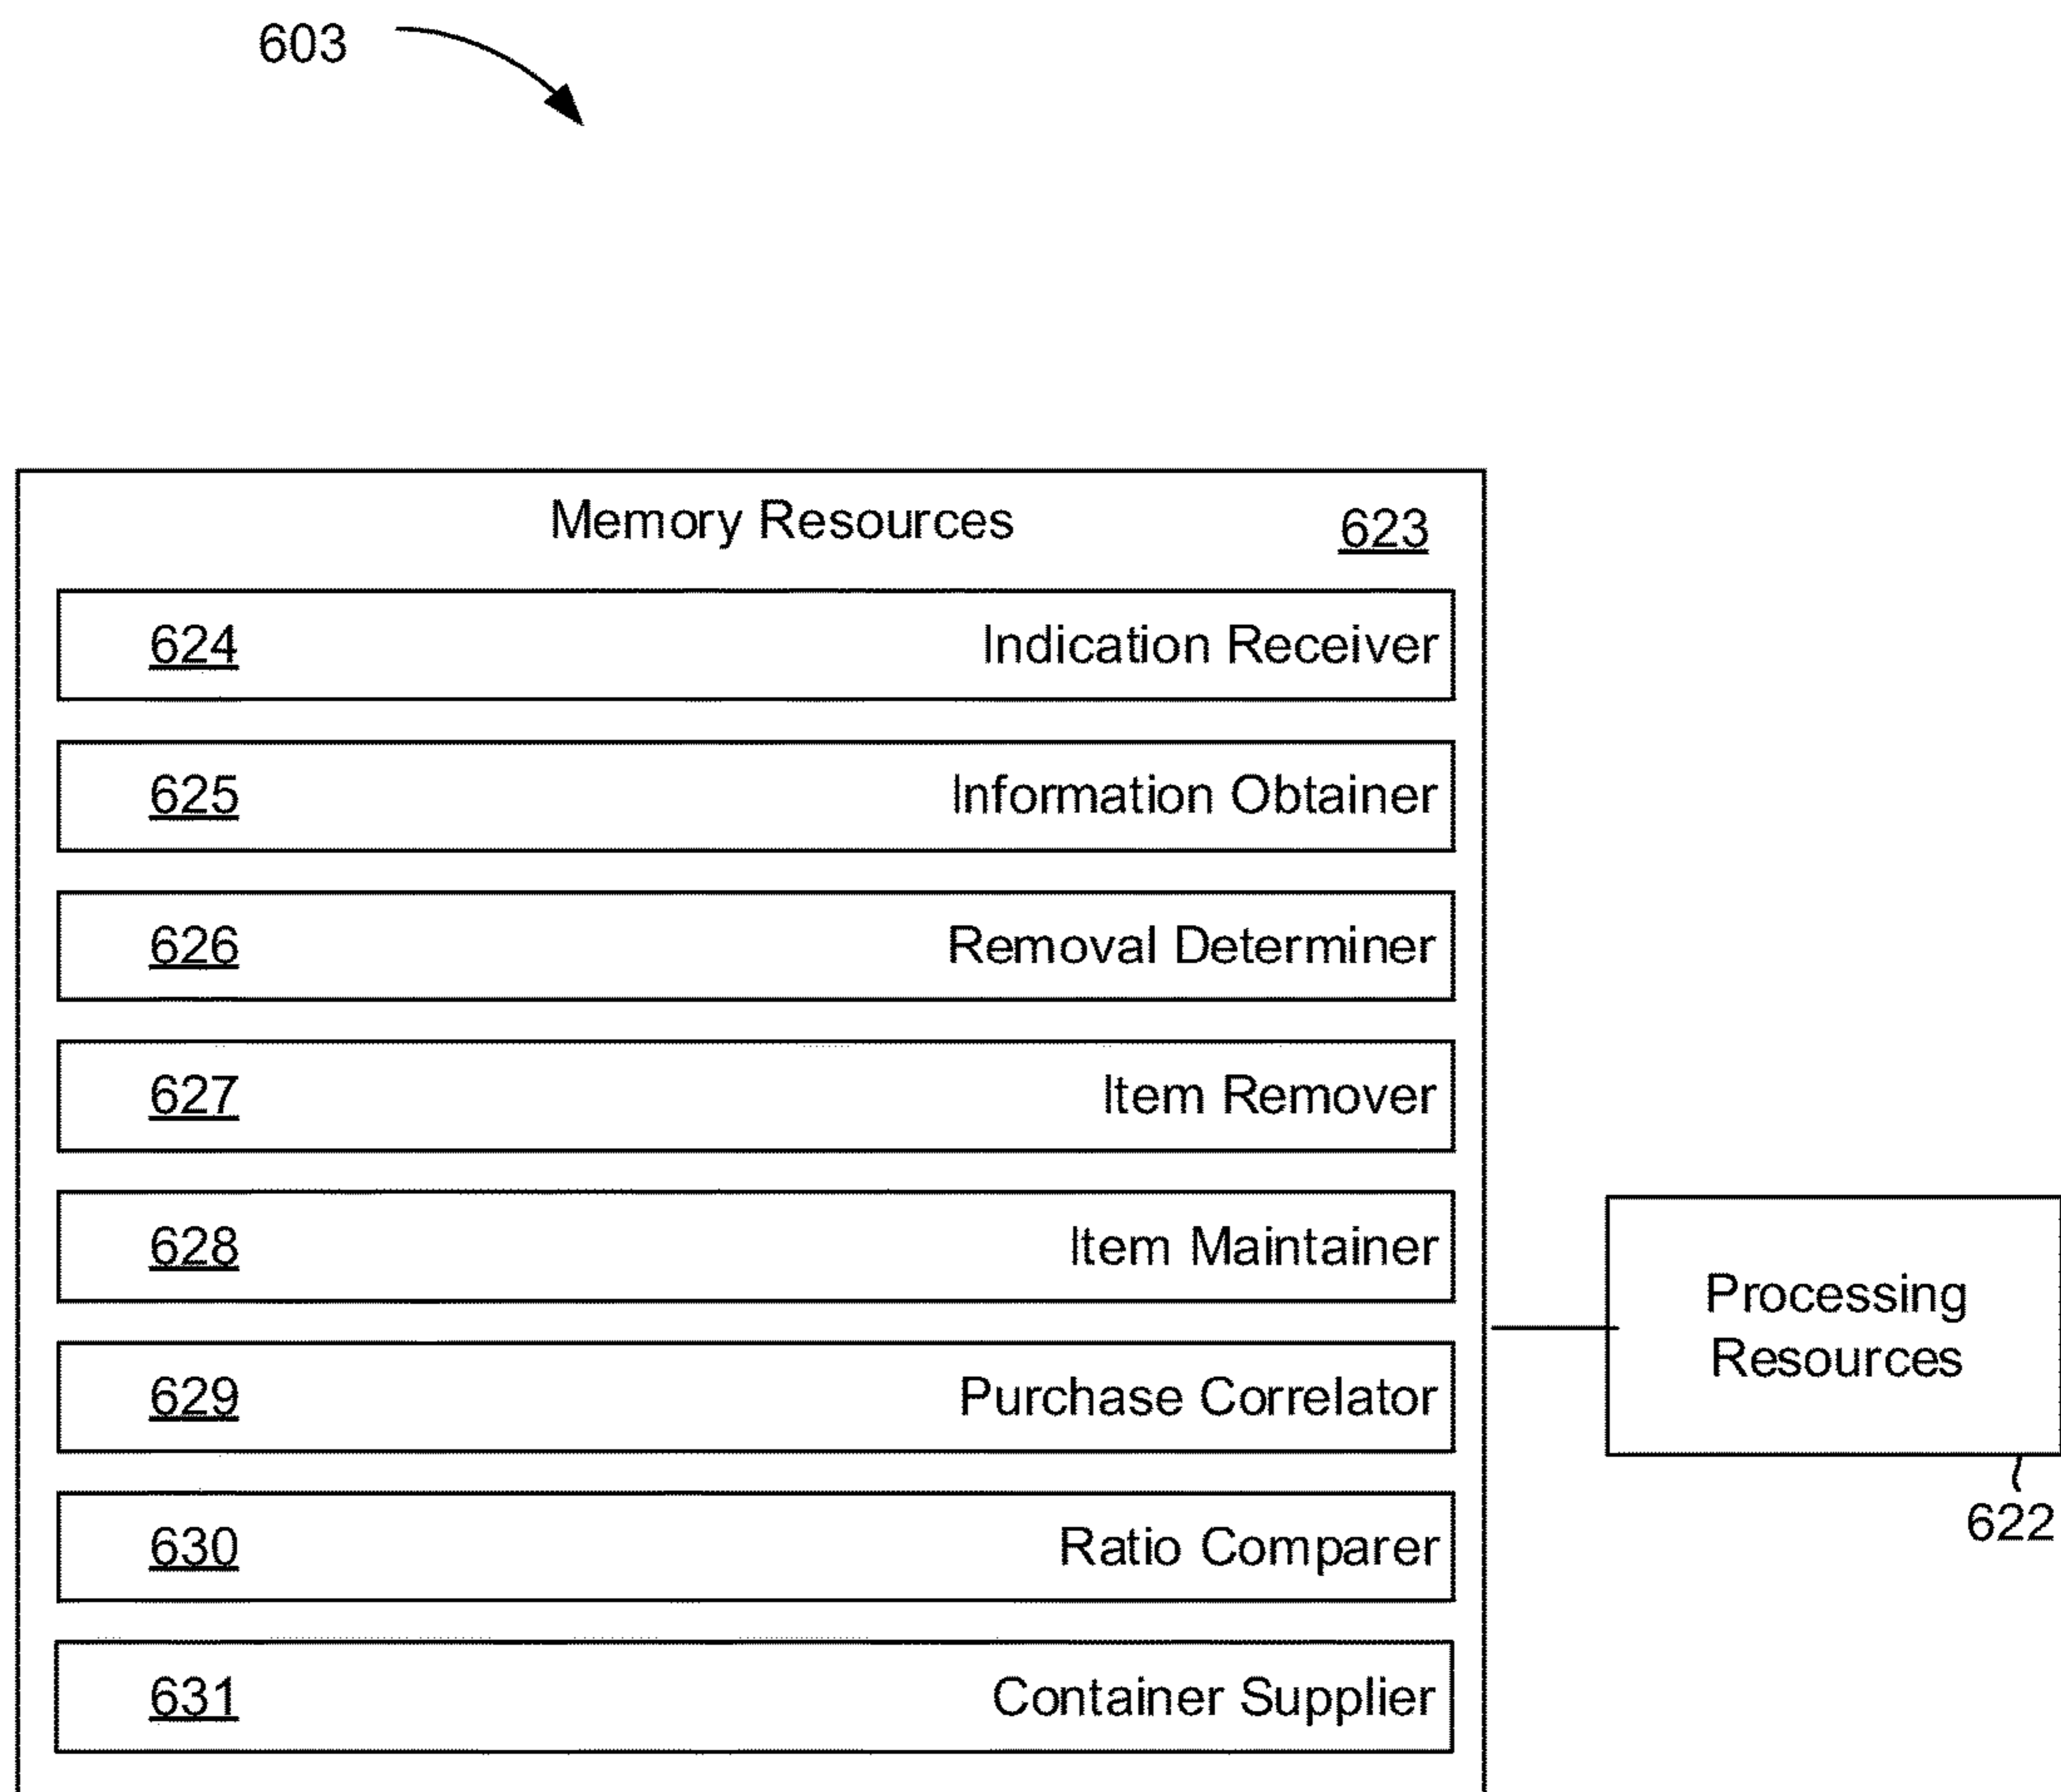 603
Memory Resources 623
624 Indication Receiver
625 Information Obtainer
626 Removal Determiner
627 Item Remover
628 Item Maintainer
629 Purchase Correlator
630 Ratio Comparer
631 Container Supplier
Processing
Resources
622